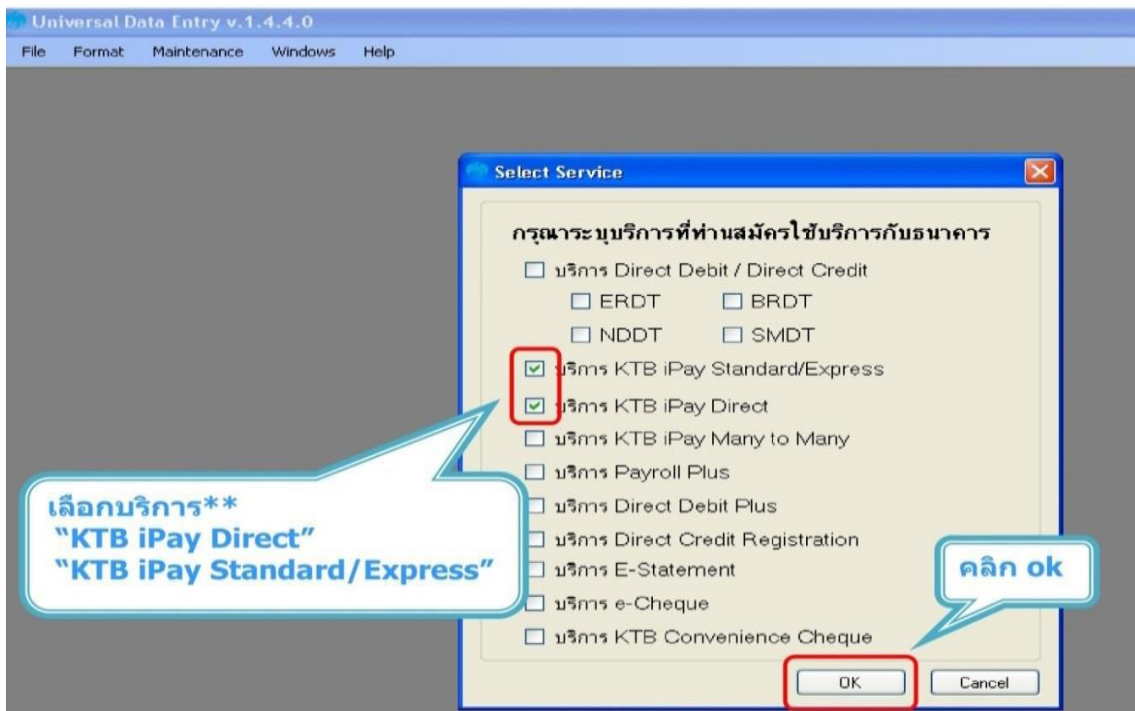 Universal Data Entry v.1.4.4.0
File Format Maintenance Windows Help
Select Service
กรุณาระบุบริการที่ท่านสมัครใช้บริการกับธนาคาร
บริการ Direct Debit / Direct Credit
ERDT BRDT
NDDT SMDT
บริการ KTB iPay Standard/Express
บริการ KTB iPay Direct
บริการ KTB iPay Many to Many
บริการ Payroll Plus
บริการ Direct Debit Plus
บริการ Direct Credit Registration
บริการ E-Statement
บริการ e-Cheque
บริการ KTB Convenience Cheque
OK Cancel
เลือกบริการ**
“KTB iPay Direct”
“KTB iPay Standard/Express”
คลิก ok